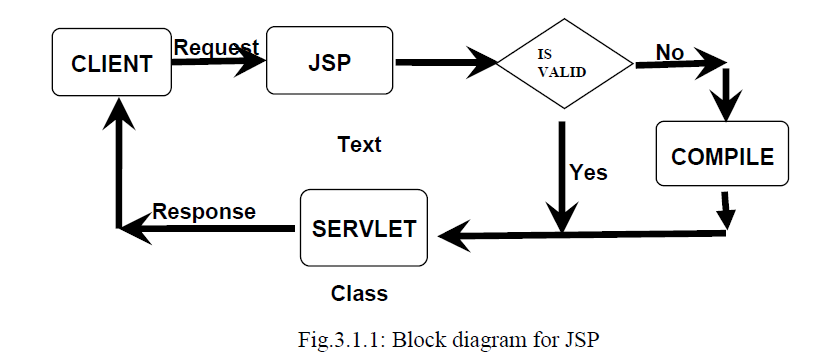 CLIENT
Request
JSP
IS
VALID
No
COMPILE
Text
Yes
Response
SERVLET
Class
Fig.3.1.1: Block diagram for JSP